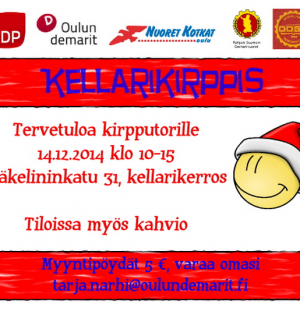 DP
Oulun
demarit
NUORET KOTKAT
oulu
KELLARIKIRPPIS
Tervetuloa kirpputorille
14.12.2014 klo 10-15
äkelininkatu 31, kellarikerros
Tiloissa myös kahvio
Myyntipöydät 5 €, varaa omasi
tarja.narhi@oulundemarit.fi